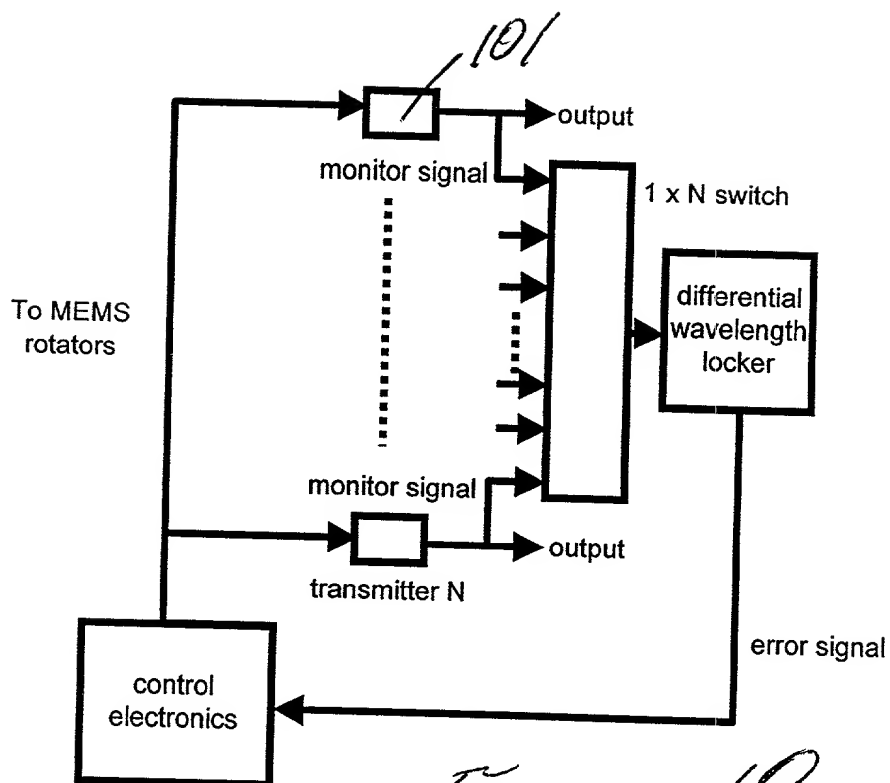 101
output
monitor signal
1 x N switch
To MEMS
rotators
differential
wavelength
locker
monitor signal
output
transmitter N
error signal
control
electronics